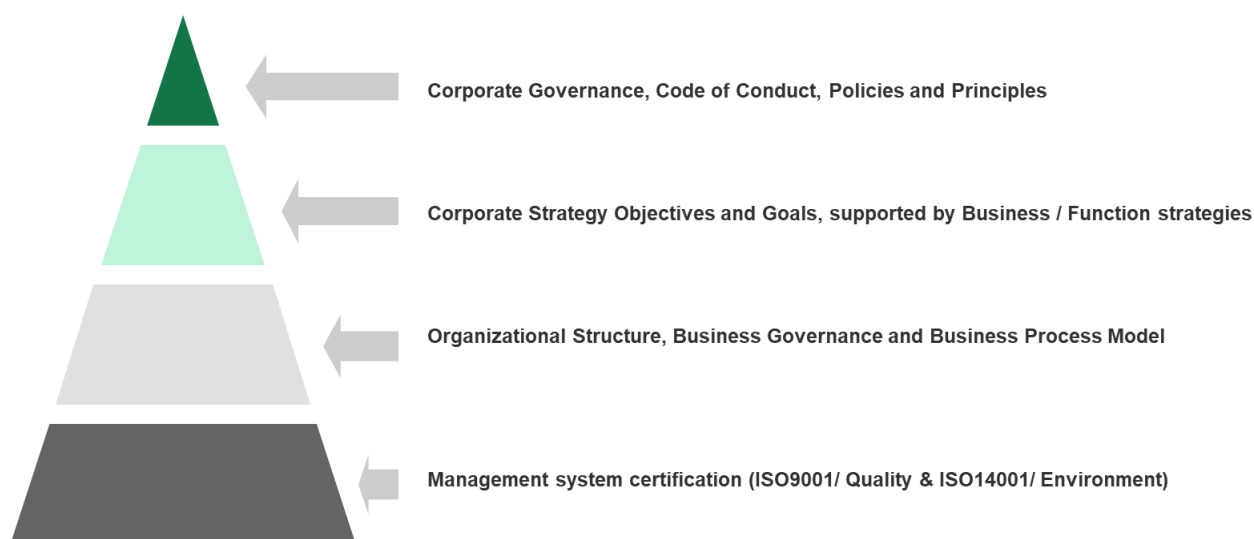 Corporate Governance, Code of Conduct, Policies and Principles
Corporate Strategy Objectives and Goals, supported by Business / Function strategies
Organizational Structure, Business Governance and Business Process Model
Management system certification (ISO9001/ Quality & ISO14001/ Environment)